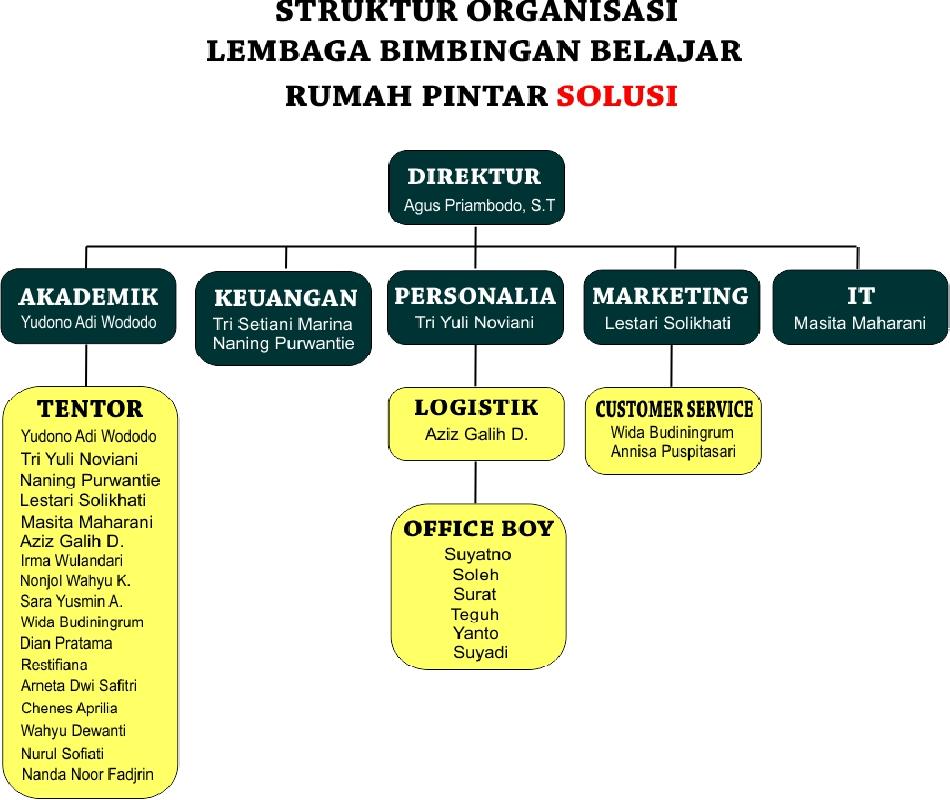 STRUKTUR ORGANISASI
LEMBAGA BIMBINGAN BELAJAR
RUMAH PINTAR SOLUSI
DIREKTUR
Agus Priambodo, S.T
AKADEMIK
Yudono Adi Wododo
KEUANGAN
Tri Setiani Marina
Naning Purwantie
PERSONALIA
Tri Yuli Noviani
MARKETING
Lestari Solikhati
IT
Masita Maharani
TENTOR
Yudono Adi Wododo
Tri Yuli Noviani
Naning Purwantie
Lestari Solikhati
Masita Maharani
Aziz Galih D.
Irma Wulandari
Nonjol Wahyu K.
Sara Yusmin A.
Wida Budiningrum
Dian Pratama
Restifiana
Arneta Dwi Safitri
Chenes Aprilia
Wahyu Dewanti
Nurul Sofiati
Nanda Noor Fadjrin
LOGISTIK
Aziz Galih D.
OFFICE BOY
Suyatno
Soleh
Surat
Teguh
Yanto
Suyadi
CUSTOMER SERVICE
Wida Budiningrum
Annisa Puspitasari